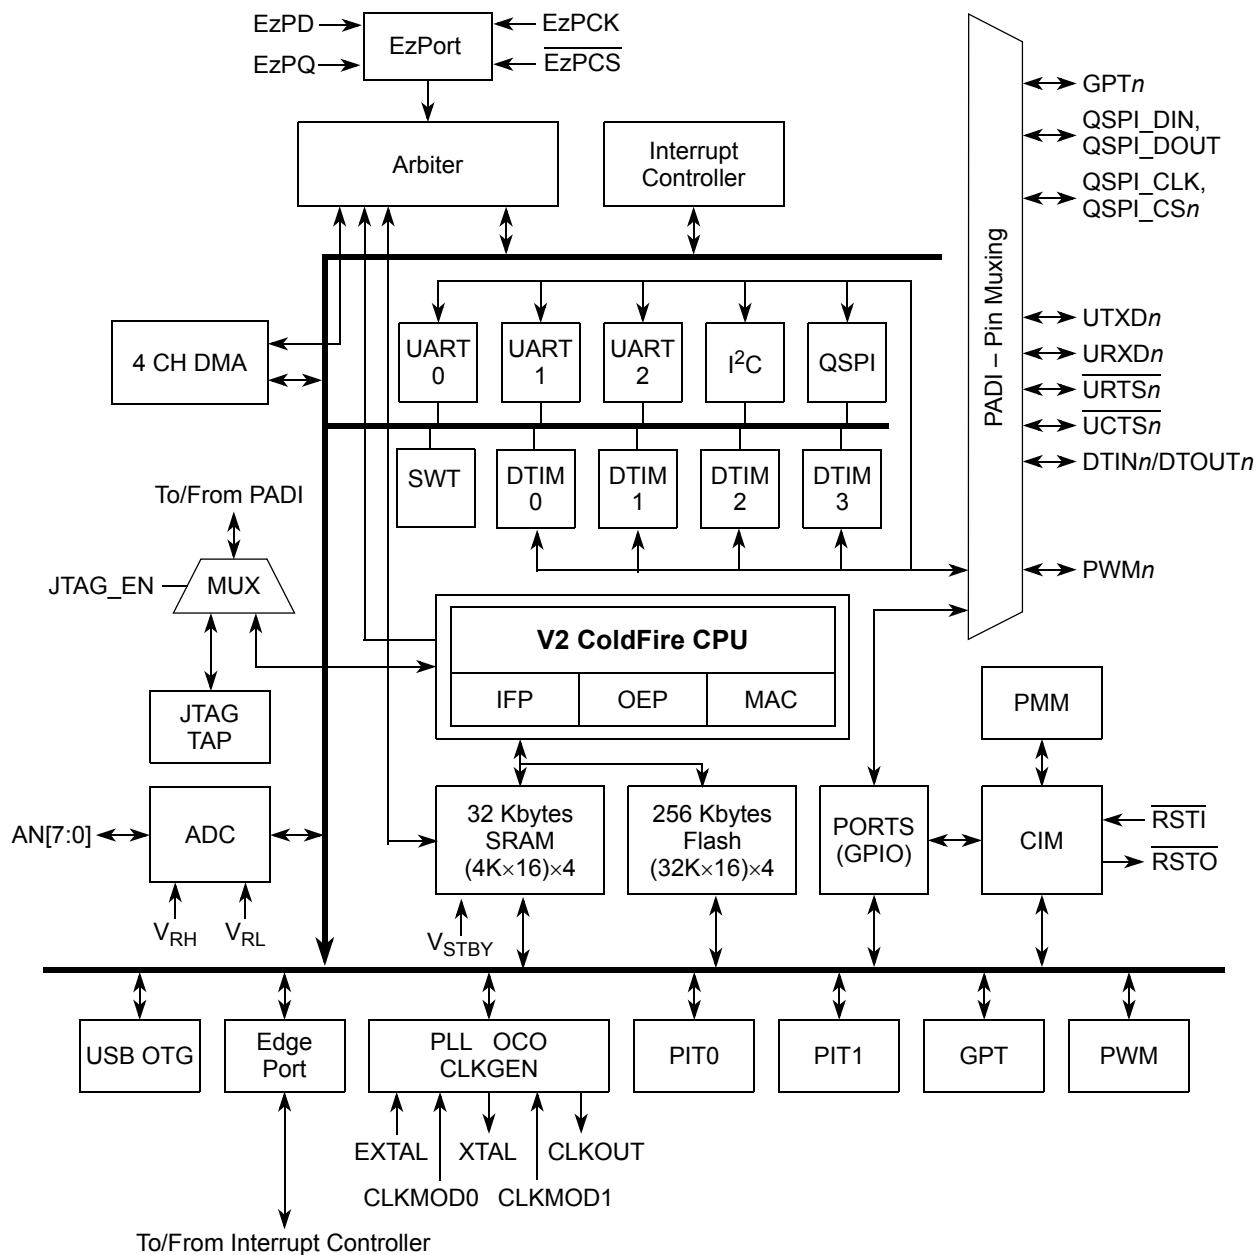 EzPD
EzPQ
EzPort
EzPCK
EzPCS
Arbiter
Interrupt
Controller
PADI – Pin Muxing
GPTn
QSPI_DIN,
QSPI_DOUT
QSPI_CLK,
QSPI_CSn
UTXDn
URXDn
URTSn
UCTSn
DTINn/DTOUTn
PWMn
4 CH DMA
UART
0
UART
1
UART
2
I²C
QSPI
SWT
DTIM
0
DTIM
1
DTIM
2
DTIM
3
To/From PADI
JTAG_EN
MUX
JTAG
TAP
V2 ColdFire CPU
IFP
OEP
MAC
PMM
AN[7:0]
ADC
VRH
VRL
32 Kbytes
SRAM
(4K×16)×4
VSTBY
256 Kbytes
Flash
(32K×16)×4
PORTS
(GPIO)
CIM
RSTI
RSTO
USB OTG
Edge
Port
PLL OCO
CLKGEN
PIT0
PIT1
GPT
PWM
EXTAL
XTAL
CLKOUT
CLKMOD0
CLKMOD1
To/From Interrupt Controller